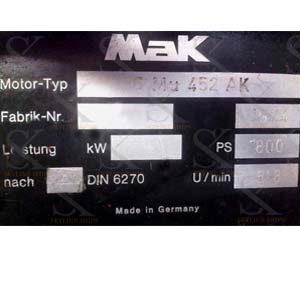 MaK
Motor-Typ Mu 452 AK
Fabrik-Nr.
Leistung kW PS 800
nach DIN 6270 U/min
Made in Germany